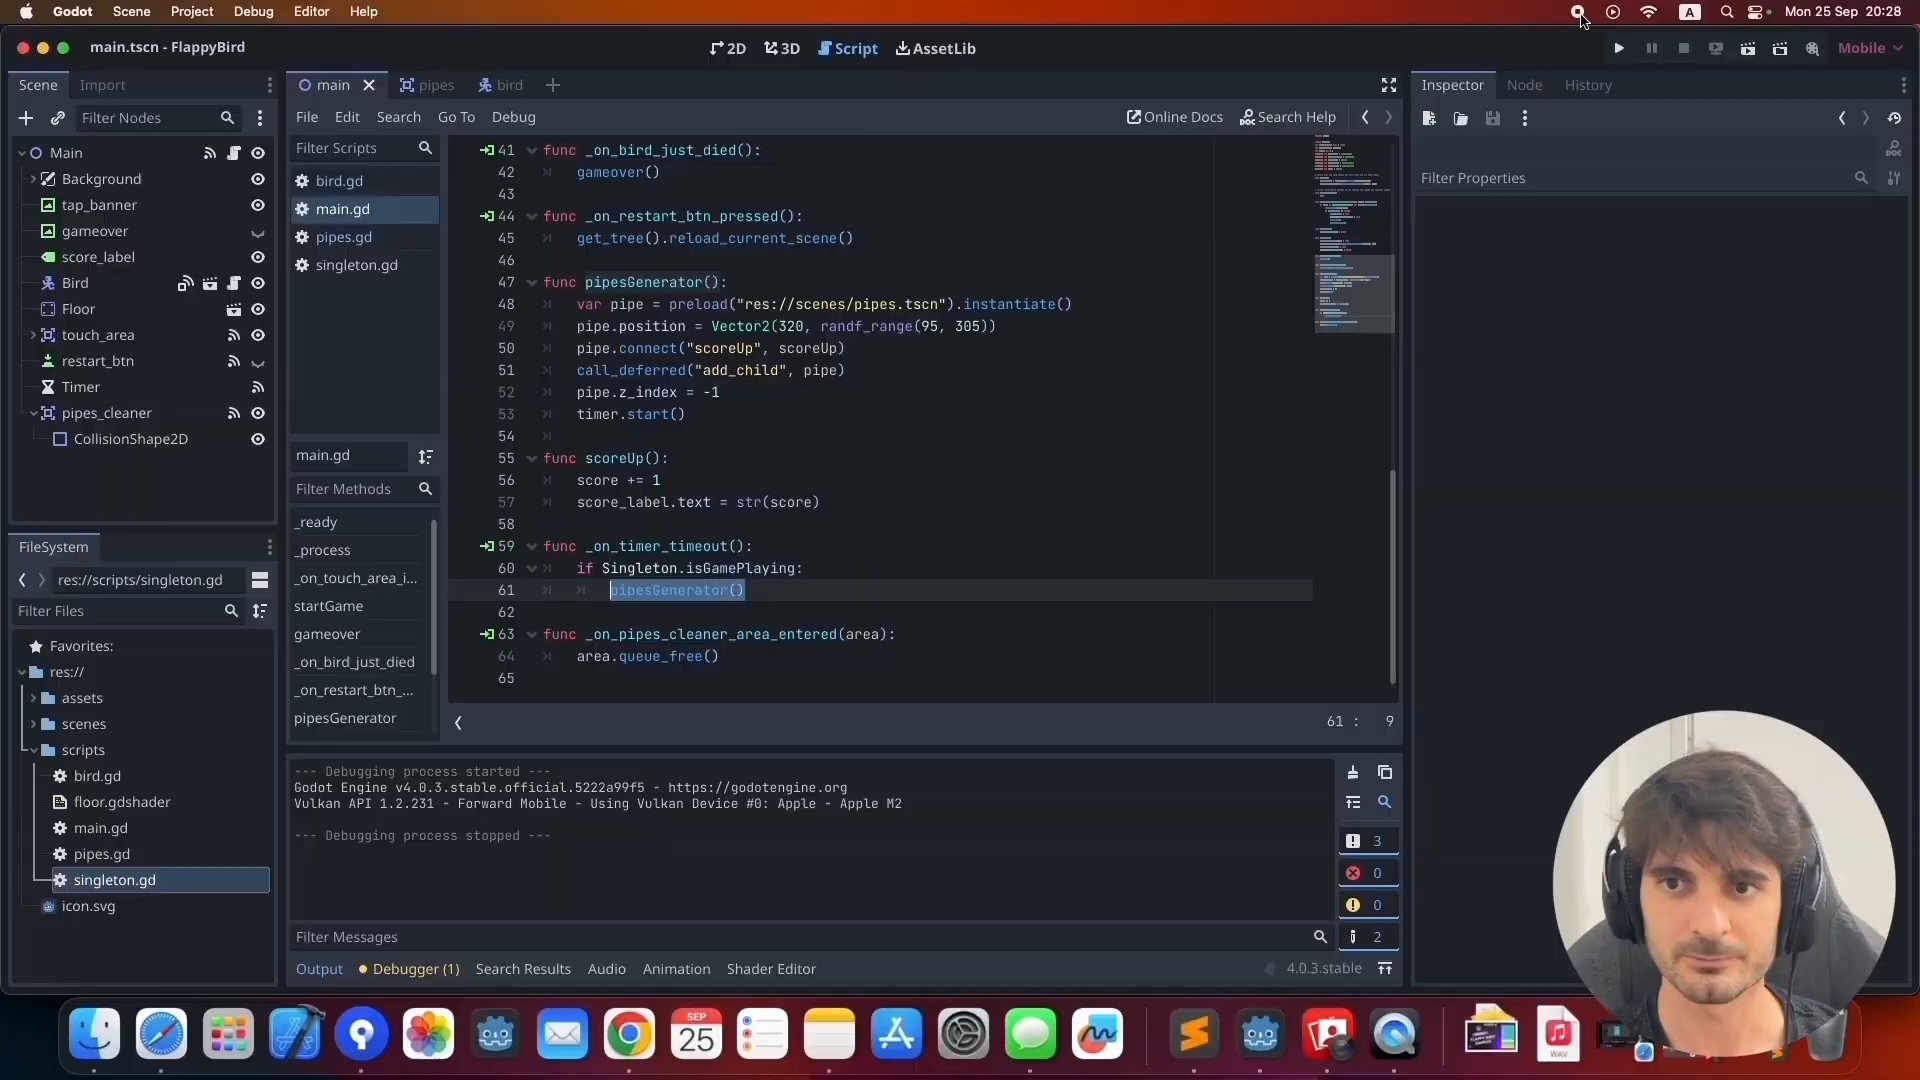 Godot Scene Project Debug Editor Help A Mon 25 Sep 20:28
main.tscn - FlappyBird 2D 3D Script AssetLib Mobile
Scene Import
Filter Nodes
Main
Background
tap_banner
gameover
score_label
Bird
Floor
touch_area
restart_btn
Timer
pipes_cleaner
CollisionShape2D
FileSystem
res://scripts/singleton.gd
Filter Files
Favorites:
res://
assets
scenes
scripts
bird.gd
floor.gdshader
main.gd
pipes.gd
singleton.gd
icon.svg
main pipes bird
File Edit Search Go To Debug Online Docs Search Help
Filter Scripts
bird.gd
main.gd
pipes.gd
singleton.gd
main.gd
Filter Methods
_ready
_process
_on_touch_area_i...
startGame
gameover
_on_bird_just_died
_on_restart_btn_...
pipesGenerator
41 func _on_bird_just_died():
42 gameover()
43
44 func _on_restart_btn_pressed():
45 get_tree().reload_current_scene()
46
47 func pipesGenerator():
48 var pipe = preload("res://scenes/pipes.tscn").instantiate()
49 pipe.position = Vector2(320, randf_range(95, 305))
50 pipe.connect("scoreUp", scoreUp)
51 call_deferred("add_child", pipe)
52 pipe.z_index = -1
53 timer.start()
54
55 func scoreUp():
56 score += 1
57 score_label.text = str(score)
58
59 func _on_timer_timeout():
60 if Singleton.isGamePlaying:
61 pipesGenerator()
62
63 func _on_pipes_cleaner_area_entered(area):
64 area.queue_free()
65
61 : 9
--- Debugging process started ---
Godot Engine v4.0.3.stable.official.5222a99f5 - https://godotengine.org
Vulkan API 1.2.231 - Forward Mobile - Using Vulkan Device #0: Apple - Apple M2
--- Debugging process stopped ---
3
0
0
2
Filter Messages
Output Debugger (1) Search Results Audio Animation Shader Editor 4.0.3.stable
Inspector Node History
Filter Properties
SEP
25
WAV